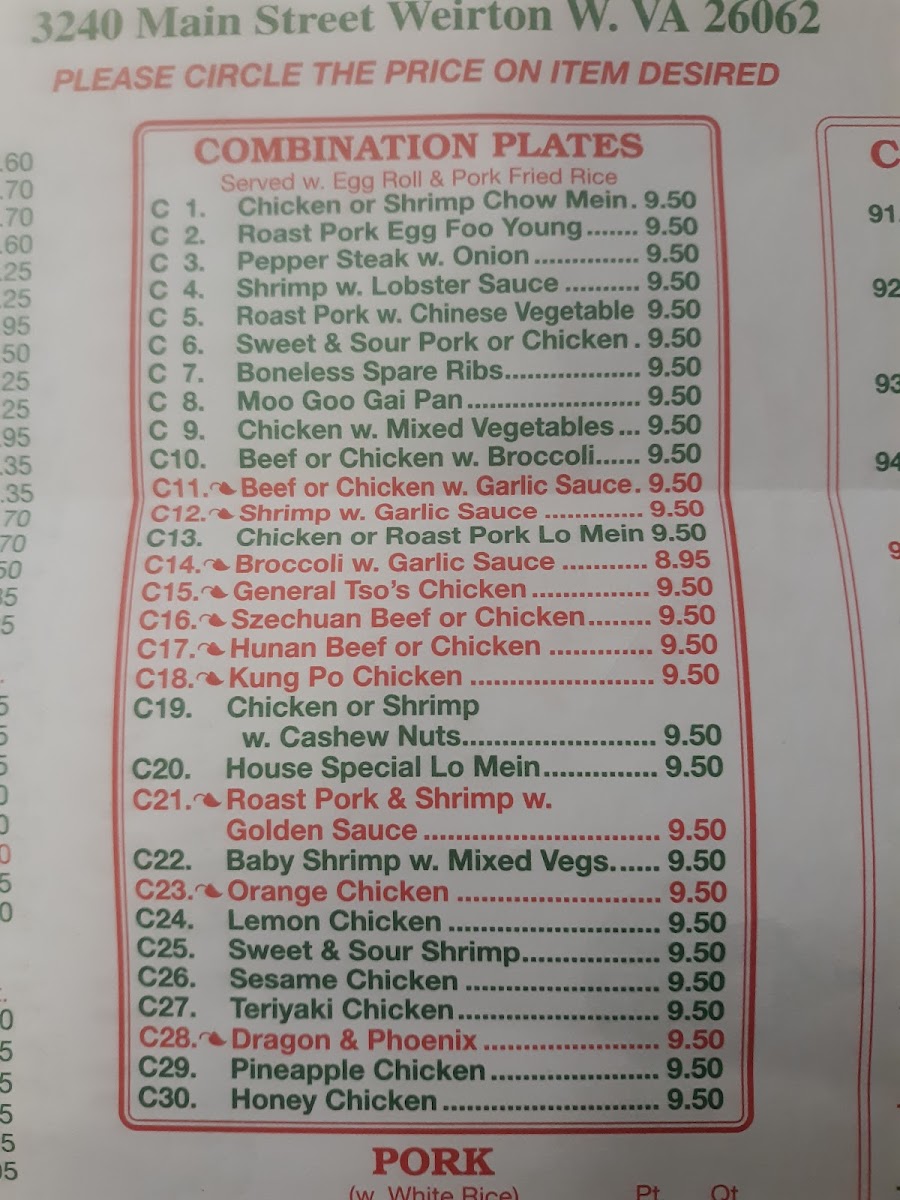 3240 Main Street Weirton W. VA 26062
PLEASE CIRCLE THE PRICE ON ITEM DESIRED
COMBINATION PLATES
Served w. Egg Roll & Pork Fried Rice
C 1. Chicken or Shrimp Chow Mein. 9.50
C 2. Roast Pork Egg Foo Young....... 9.50
C 3. Pepper Steak w. Onion.............. 9.50
C 4. Shrimp w. Lobster Sauce .......... 9.50
C 5. Roast Pork w. Chinese Vegetable 9.50
C 6. Sweet & Sour Pork or Chicken . 9.50
C 7. Boneless Spare Ribs.................. 9.50
C 8. Moo Goo Gai Pan....................... 9.50
C 9. Chicken w. Mixed Vegetables... 9.50
C10. Beef or Chicken w. Broccoli...... 9.50
C11. Beef or Chicken w. Garlic Sauce. 9.50
C12. Shrimp w. Garlic Sauce ............. 9.50
C13. Chicken or Roast Pork Lo Mein 9.50
C14. Broccoli w. Garlic Sauce ........... 8.95
C15. General Tso's Chicken ............... 9.50
C16. Szechuan Beef or Chicken........ 9.50
C17. Hunan Beef or Chicken ............. 9.50
C18. Kung Po Chicken ....................... 9.50
C19. Chicken or Shrimp
w. Cashew Nuts......................... 9.50
C20. House Special Lo Mein............... 9.50
C21. Roast Pork & Shrimp w.
Golden Sauce ............................ 9.50
C22. Baby Shrimp w. Mixed Vegs...... 9.50
C23. Orange Chicken ........................ 9.50
C24. Lemon Chicken ......................... 9.50
C25. Sweet & Sour Shrimp................. 9.50
C26. Sesame Chicken ....................... 9.50
C27. Teriyaki Chicken........................ 9.50
C28. Dragon & Phoenix ..................... 9.50
C29. Pineapple Chicken .................... 9.50
C30. Honey Chicken.......................... 9.50
PORK
(w. White Rice) Pt. Qt.